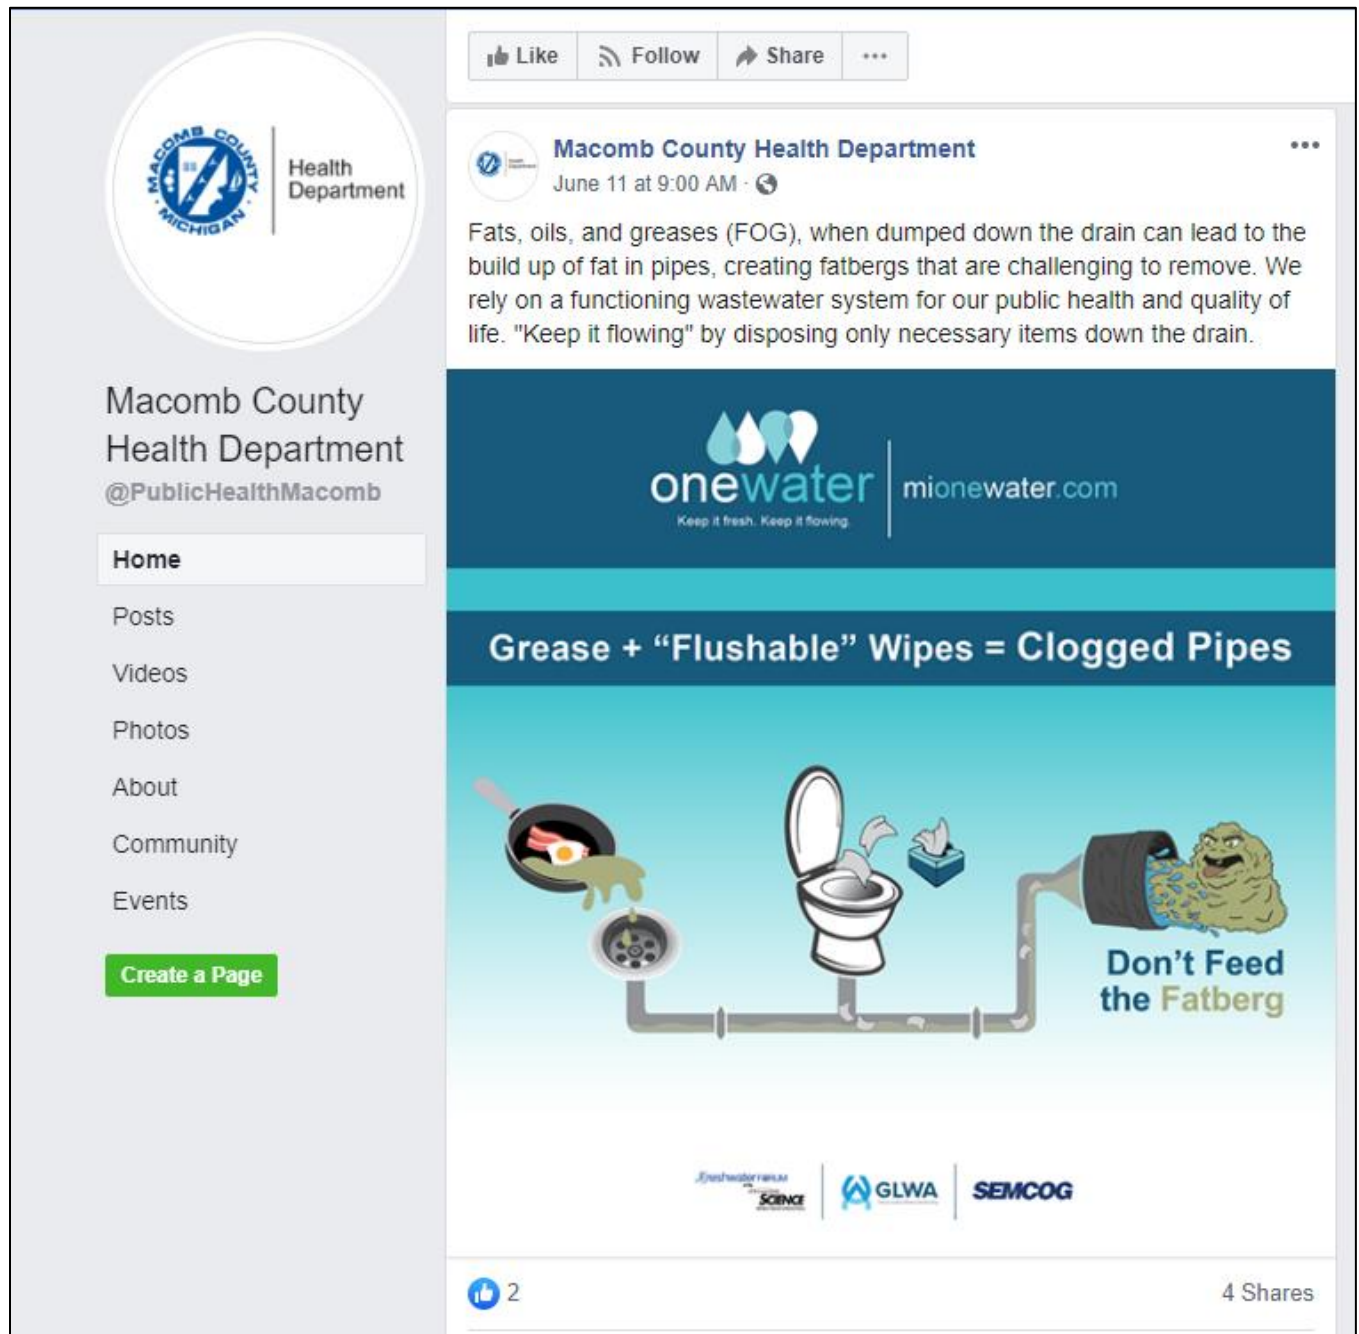 MACOMB COUNTY
MICHIGAN
Health
Department
Macomb County
Health Department
@PublicHealthMacomb
Home
Posts
Videos
Photos
About
Community
Events
Create a Page
Like Follow Share ...
Macomb County Health Department
June 11 at 9:00 AM ·
Fats, oils, and greases (FOG), when dumped down the drain can lead to the
build up of fat in pipes, creating fatbergs that are challenging to remove. We
rely on a functioning wastewater system for our public health and quality of
life. "Keep it flowing" by disposing only necessary items down the drain.
onewater
Keep it fresh. Keep it flowing.
mionewater.com
Grease + “Flushable” Wipes = Clogged Pipes
Don’t Feed
the Fatberg
SCIENCE
GLWA
SEMCOG
2
4 Shares